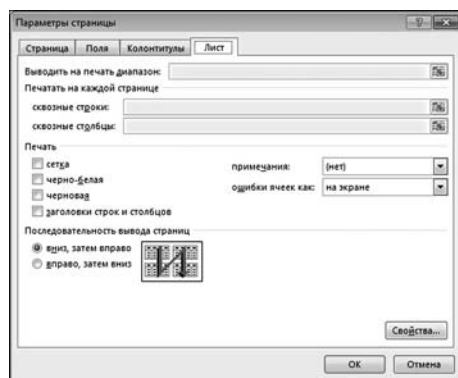 Параметры страницы
Страница Поля Колонтитулы Лист
Выводить на печать диапазон:
Печатать на каждой странице
сквозные строки:
сквозные столбцы:
Печать
сетка
примечания: (нет)
черно-белая
ошибки ячеек как: на экране
черновая
заголовки строк и столбцов
Последовательность вывода страниц
вниз, затем вправо
вправо, затем вниз
Свойства...
ОК Отмена